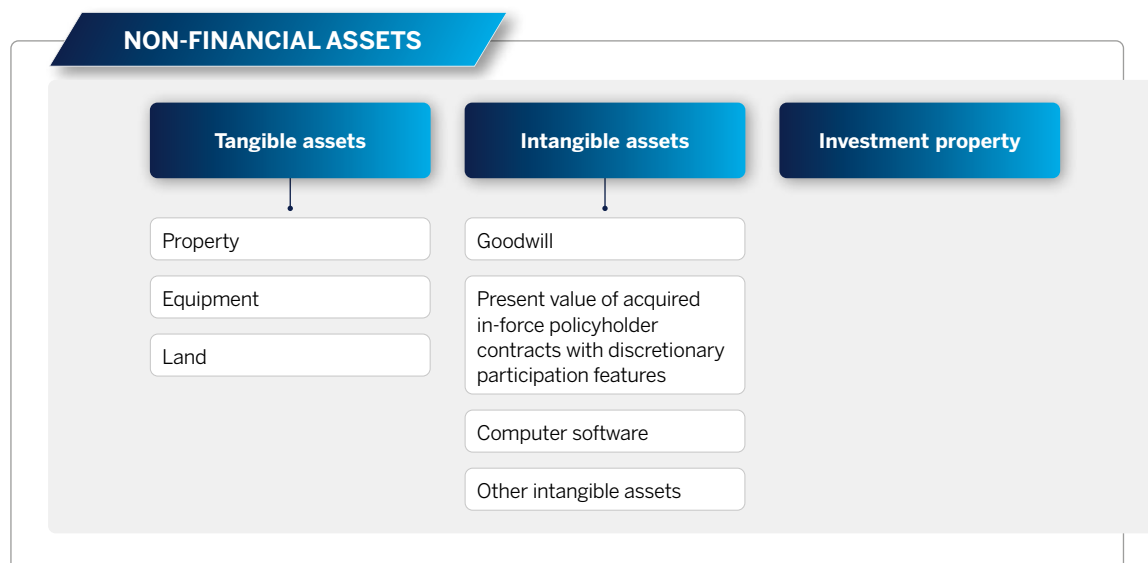 NON-FINANCIAL ASSETS
Tangible assets
Property
Equipment
Land
Intangible assets
Goodwill
Present value of acquired
in-force policyholder
contracts with discretionary
participation features
Computer software
Other intangible assets
Investment property